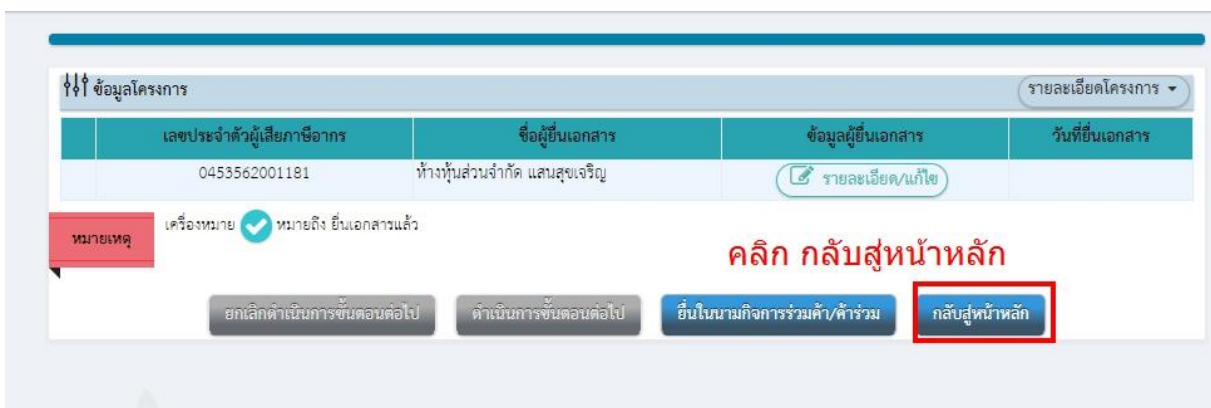 ข้อมูลโครงการ รายละเอียดโครงการ
เลขประจำตัวผู้เสียภาษีอากร ชื่อผู้ยื่นเอกสาร ข้อมูลผู้ยื่นเอกสาร วันที่ยื่นเอกสาร
0453562001181 ห้างหุ้นส่วนจำกัด แสนสุขเจริญ รายละเอียด/แก้ไข
หมายเหตุ เครื่องหมาย หมายถึง ยื่นเอกสารแล้ว
คลิก กลับสู่หน้าหลัก
ยกเลิกดำเนินการขั้นตอนต่อไป ดำเนินการขั้นตอนต่อไป ยื่นในนามกิจการร่วมค้า/ค้าร่วม กลับสู่หน้าหลัก